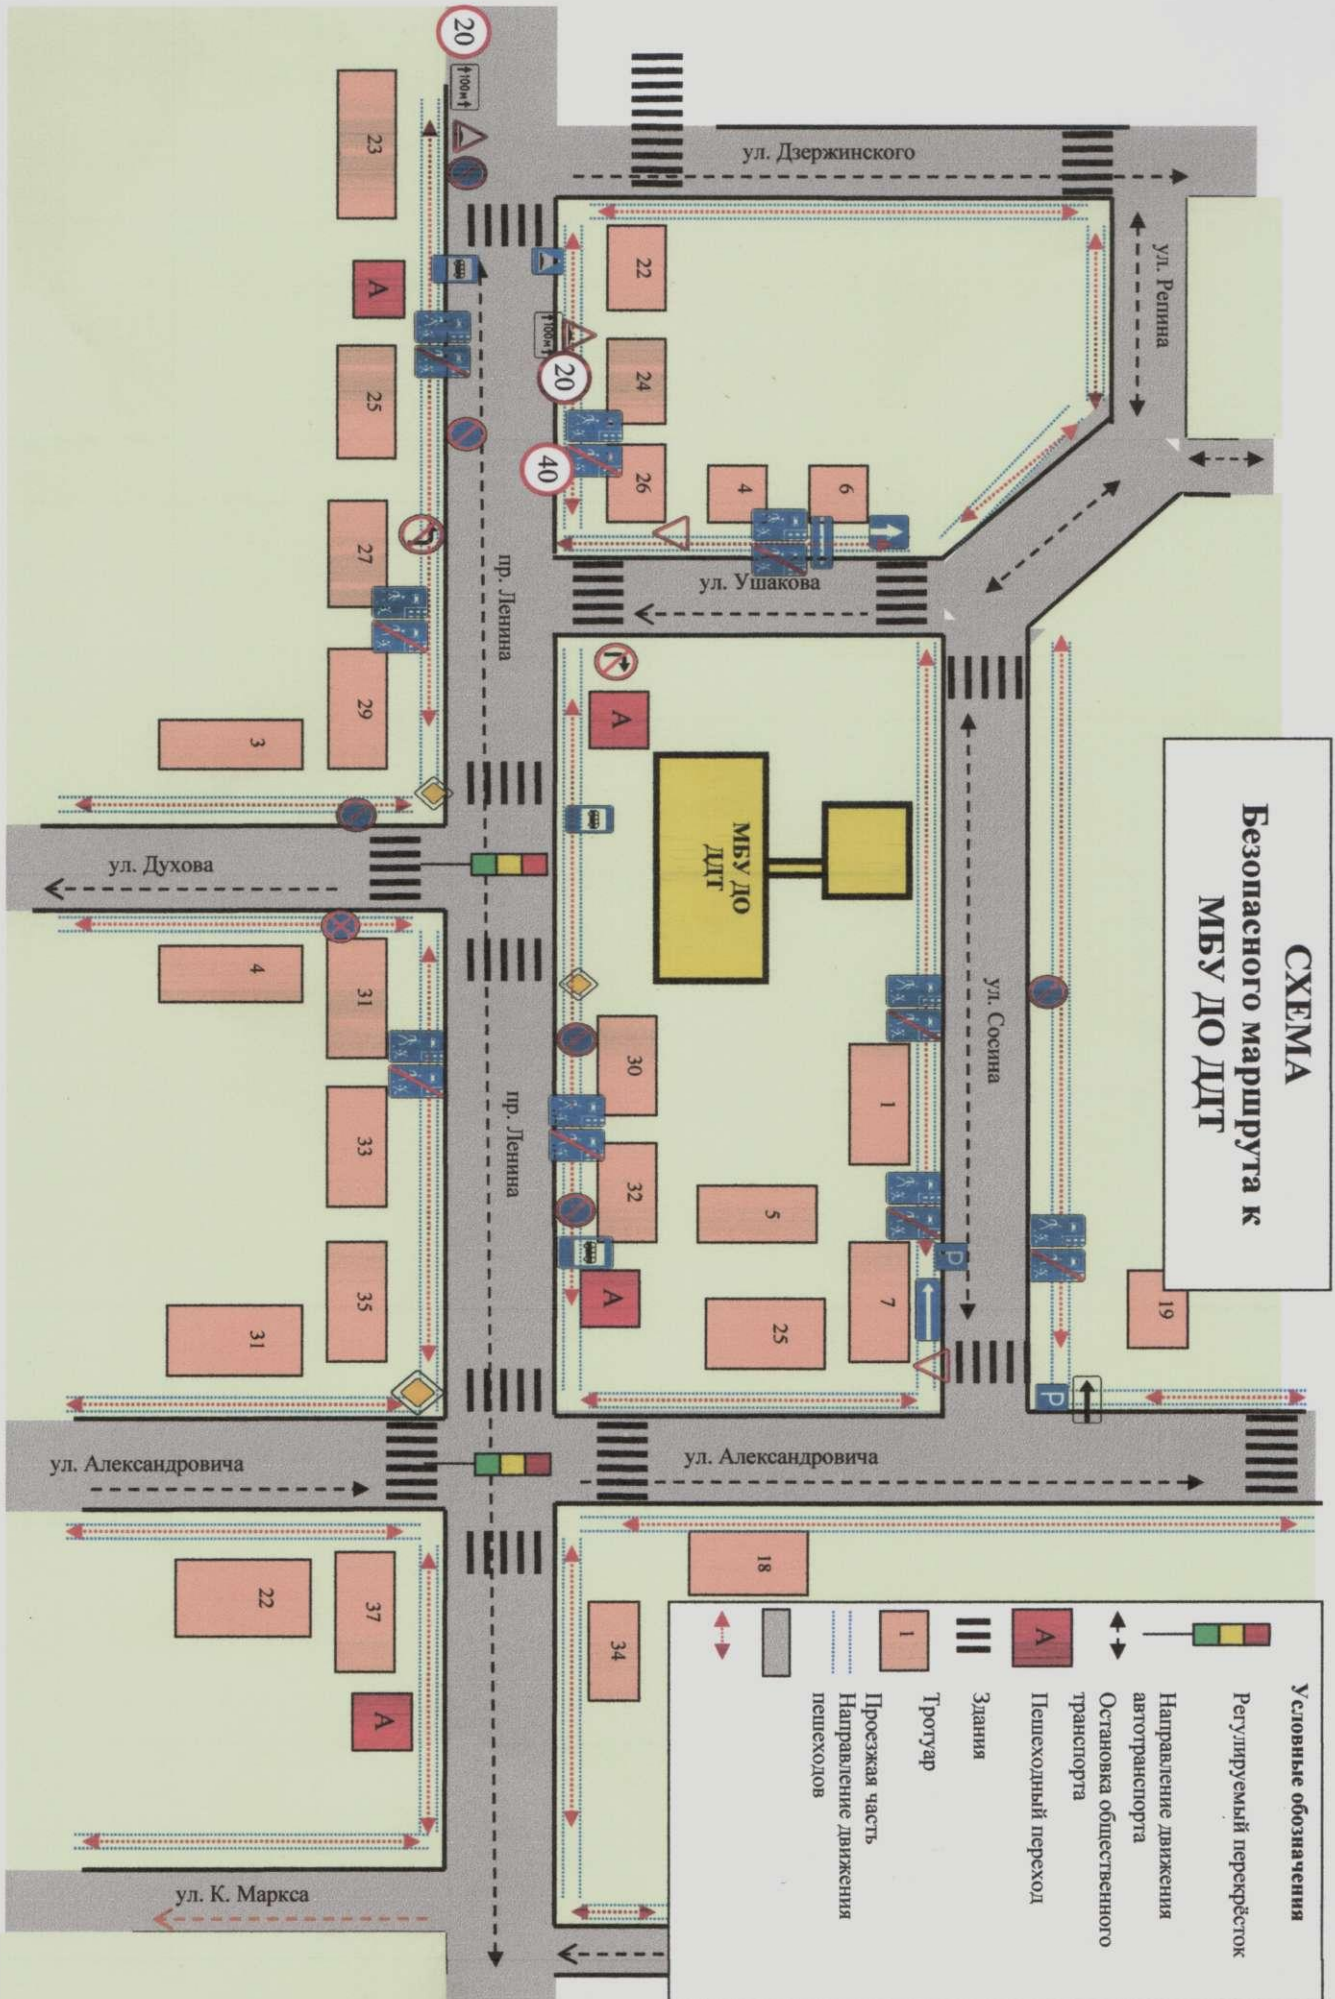 СХЕМА
Безопасного маршрута к
МБУ ДО ДДТ
ул. Дзержинского
ул. Репина
ул. Ушакова
ул. Сосина
пр. Ленина
пр. Ленина
ул. Духова
ул. Александровича
ул. Александровича
ул. К. Маркса
МБУ ДО
ДДТ
20
↑100м↑
23
А
25
27
29
3
22
24
26
4
6
↑100м↑
20
40
А
30
32
А
1
5
7
25
19
P
P
4
31
33
35
31
22
37
А
18
34
Условные обозначения
Регулируемый перекрёсток
Направление движения
автотранспорта
Остановка общественного
транспорта
А
Пешеходный переход
Здания
1
Тротуар
Проезжая часть
Направление движения
пешеходов